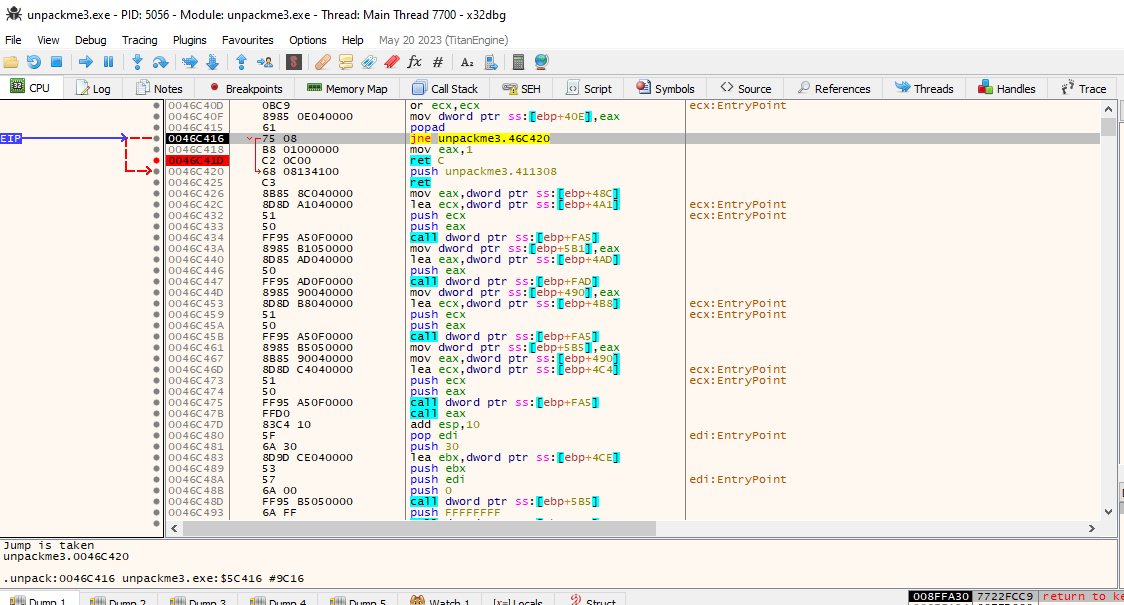 unpackme3.exe - PID: 5056 - Module: unpackme3.exe - Thread: Main Thread 7700 - x32dbg
File View Debug Tracing Plugins Favourites Options Help May 20 2023 (TitanEngine)
CPU Log Notes Breakpoints Memory Map Call Stack SEH Script Symbols Source References Threads Handles Trace
0046C40D 0BC9 or ecx,ecx ecx:EntryPoint
0046C40F 8985 0E040000 mov dword ptr ss:[ebp+40E],eax
0046C415 61 popad
EIP 0046C416 75 08 jne unpackme3.46C420
0046C418 B8 01000000 mov eax,1
0046C41D C2 0C00 ret C
0046C420 68 08134100 push unpackme3.411308
0046C425 C3 ret
0046C426 8B85 8C040000 mov eax,dword ptr ss:[ebp+48C]
0046C42C 8D8D A1040000 lea ecx,dword ptr ss:[ebp+4A1] ecx:EntryPoint
0046C432 51 push ecx ecx:EntryPoint
0046C433 50 push eax
0046C434 FF95 A50F0000 call dword ptr ss:[ebp+FA5]
0046C43A 8985 B1050000 mov dword ptr ss:[ebp+5B1],eax
0046C440 8D85 AD040000 lea eax,dword ptr ss:[ebp+4AD]
0046C446 50 push eax
0046C447 FF95 AD0F0000 call dword ptr ss:[ebp+FAD]
0046C44D 8985 90040000 mov dword ptr ss:[ebp+490],eax
0046C453 8D8D B8040000 lea ecx,dword ptr ss:[ebp+4B8] ecx:EntryPoint
0046C459 51 push ecx ecx:EntryPoint
0046C45A 50 push eax
0046C45B FF95 A50F0000 call dword ptr ss:[ebp+FA5]
0046C461 8985 B5050000 mov dword ptr ss:[ebp+5B5],eax
0046C467 8B85 90040000 mov eax,dword ptr ss:[ebp+490]
0046C46D 8D8D C4040000 lea ecx,dword ptr ss:[ebp+4C4] ecx:EntryPoint
0046C473 51 push ecx ecx:EntryPoint
0046C474 50 push eax
0046C475 FF95 A50F0000 call dword ptr ss:[ebp+FA5]
0046C47B FFD0 call eax
0046C47D 83C4 10 add esp,10
0046C480 5F pop edi edi:EntryPoint
0046C481 6A 30 push 30
0046C483 8D9D CE040000 lea ebx,dword ptr ss:[ebp+4CE]
0046C489 53 push ebx
0046C48A 57 push edi edi:EntryPoint
0046C48B 6A 00 push 0
0046C48D FF95 B5050000 call dword ptr ss:[ebp+5B5]
0046C493 6A FF push FFFFFFFF
Jump is taken
unpackme3.0046C420
.unpack:0046C416 unpackme3.exe:$5C416 #9C16
Dump 1 Dump 2 Dump 3 Dump 4 Dump 5 Watch 1 Locals Struct
008FFA30 7722FCC9 return to ke